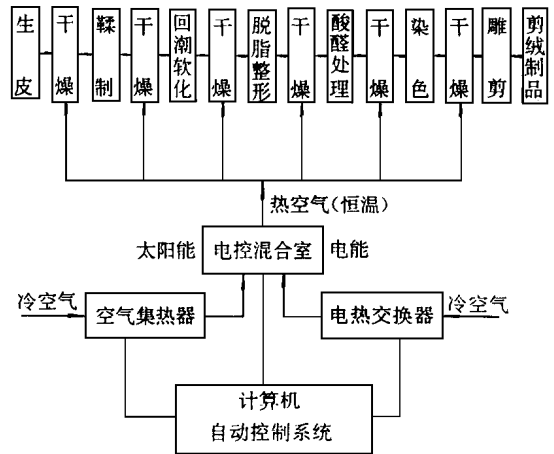 生皮
干燥
鞣制
干燥
回潮软化
干燥
脱脂整形
干燥
酸醛处理
干燥
染色
干燥
雕剪
剪绒制品
热空气(恒温)
太阳能
电控混合室
电能
冷空气
空气集热器
电热交换器
冷空气
计算机
自动控制系统